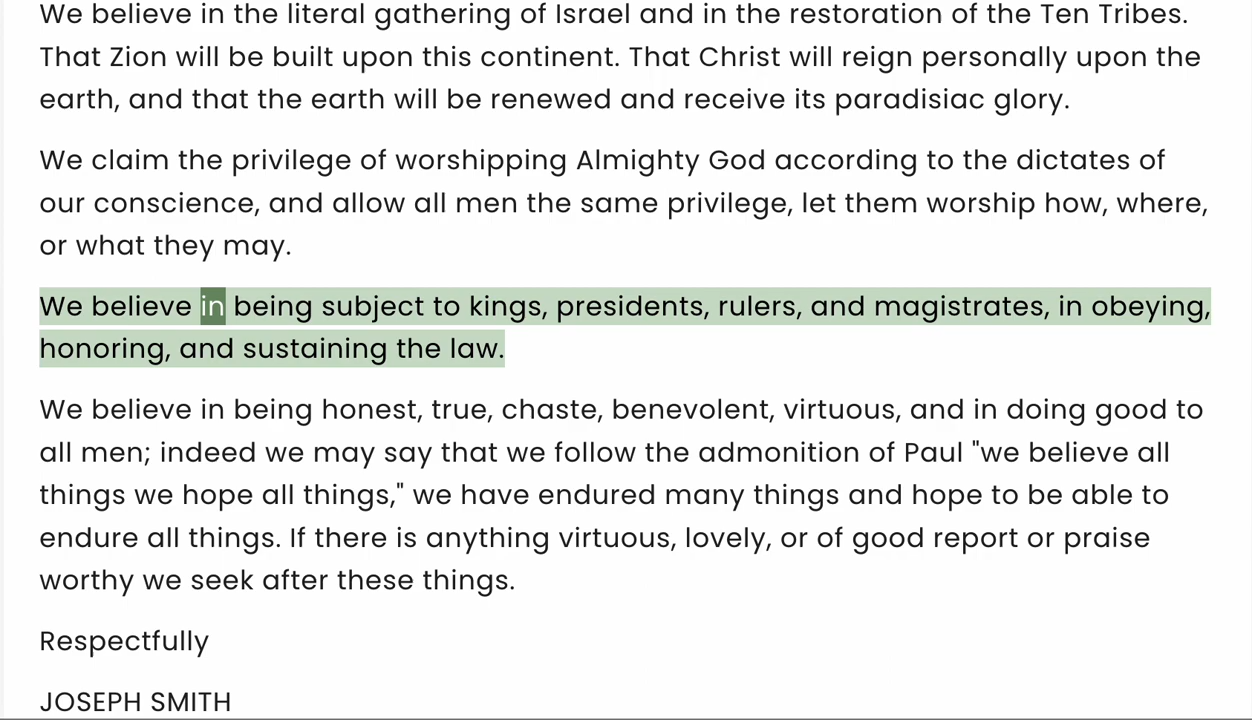 We believe in the literal gathering of Israel and in the restoration of the Ten Tribes.
That Zion will be built upon this continent. That Christ will reign personally upon the
earth, and that the earth will be renewed and receive its paradisiac glory.
We claim the privilege of worshipping Almighty God according to the dictates of
our conscience, and allow all men the same privilege, let them worship how, where,
or what they may.
We believe in being subject to kings, presidents, rulers, and magistrates, in obeying,
honoring, and sustaining the law.
We believe in being honest, true, chaste, benevolent, virtuous, and in doing good to
all men; indeed we may say that we follow the admonition of Paul "we believe all
things we hope all things," we have endured many things and hope to be able to
endure all things. If there is anything virtuous, lovely, or of good report or praise
worthy we seek after these things.
Respectfully
JOSEPH SMITH